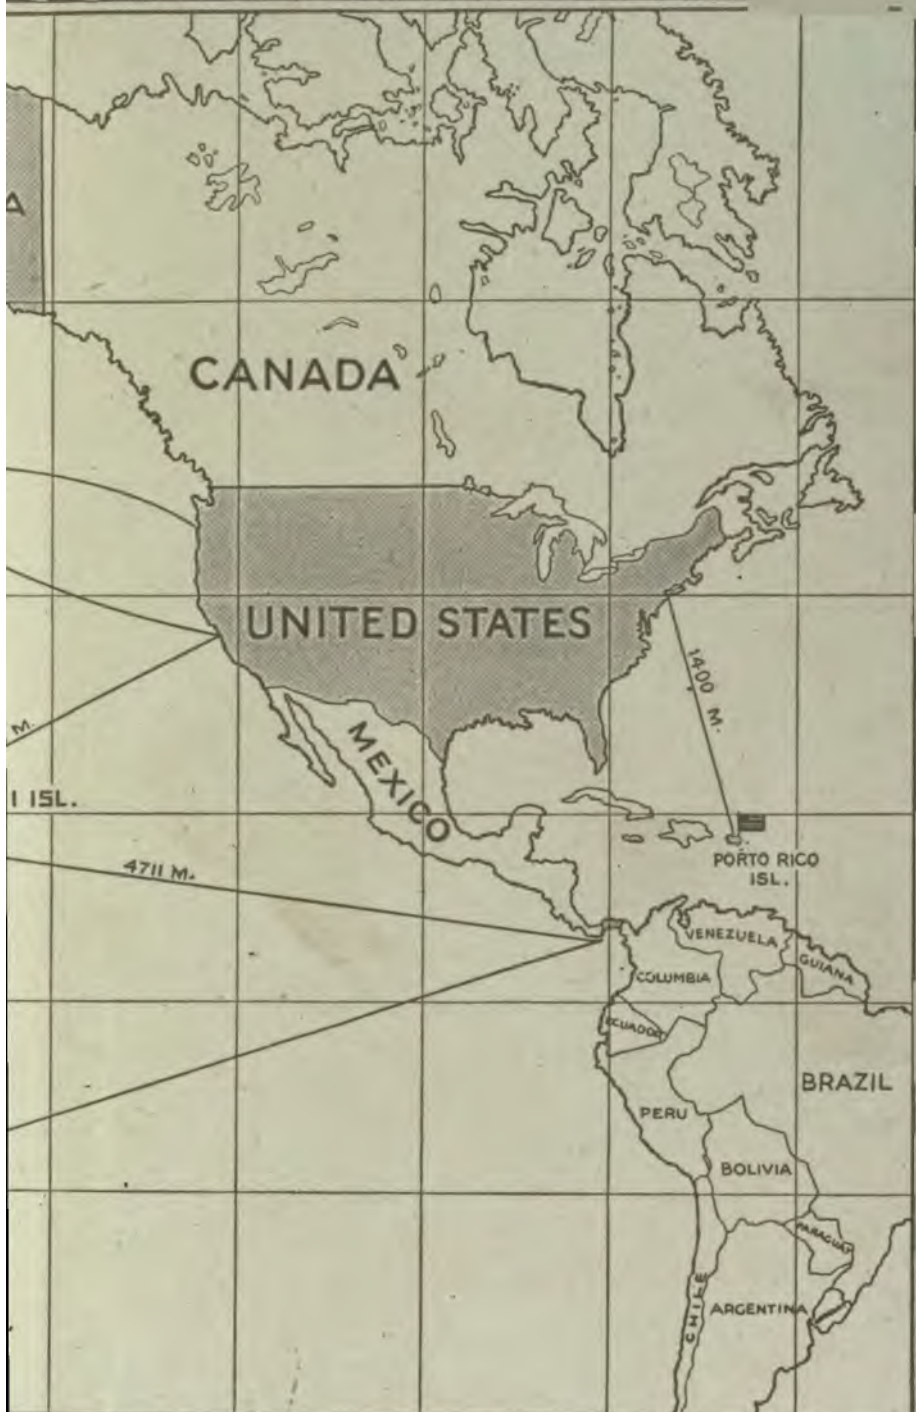 A
CANADA
UNITED STATES
1400 M.
MEXICO
M.
I ISL.
4711 M.
PORTO RICO
ISL.
VENEZUELA
GUIANA
COLUMBIA
ECUADOR
BRAZIL
PERU
BOLIVIA
PARAGUAY
CHILE
ARGENTINA